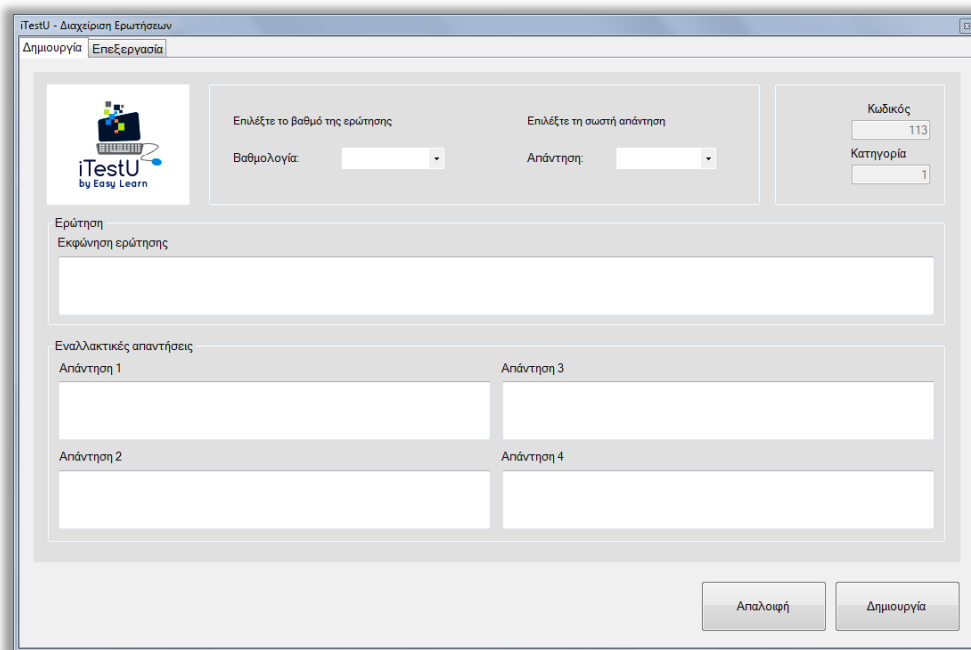 iTestU - Διαχείριση Ερωτήσεων
Δημιουργία Επεξεργασία
iTestU
by Easy Learn
Επιλέξτε το βαθμό της ερώτησης
Βαθμολογία:
Επιλέξτε τη σωστή απάντηση
Απάντηση:
Κωδικός
113
Κατηγορία
1
Ερώτηση
Εκφώνηση ερώτησης
Εναλλακτικές απαντήσεις
Απάντηση 1
Απάντηση 3
Απάντηση 2
Απάντηση 4
Απαλοιφή
Δημιουργία